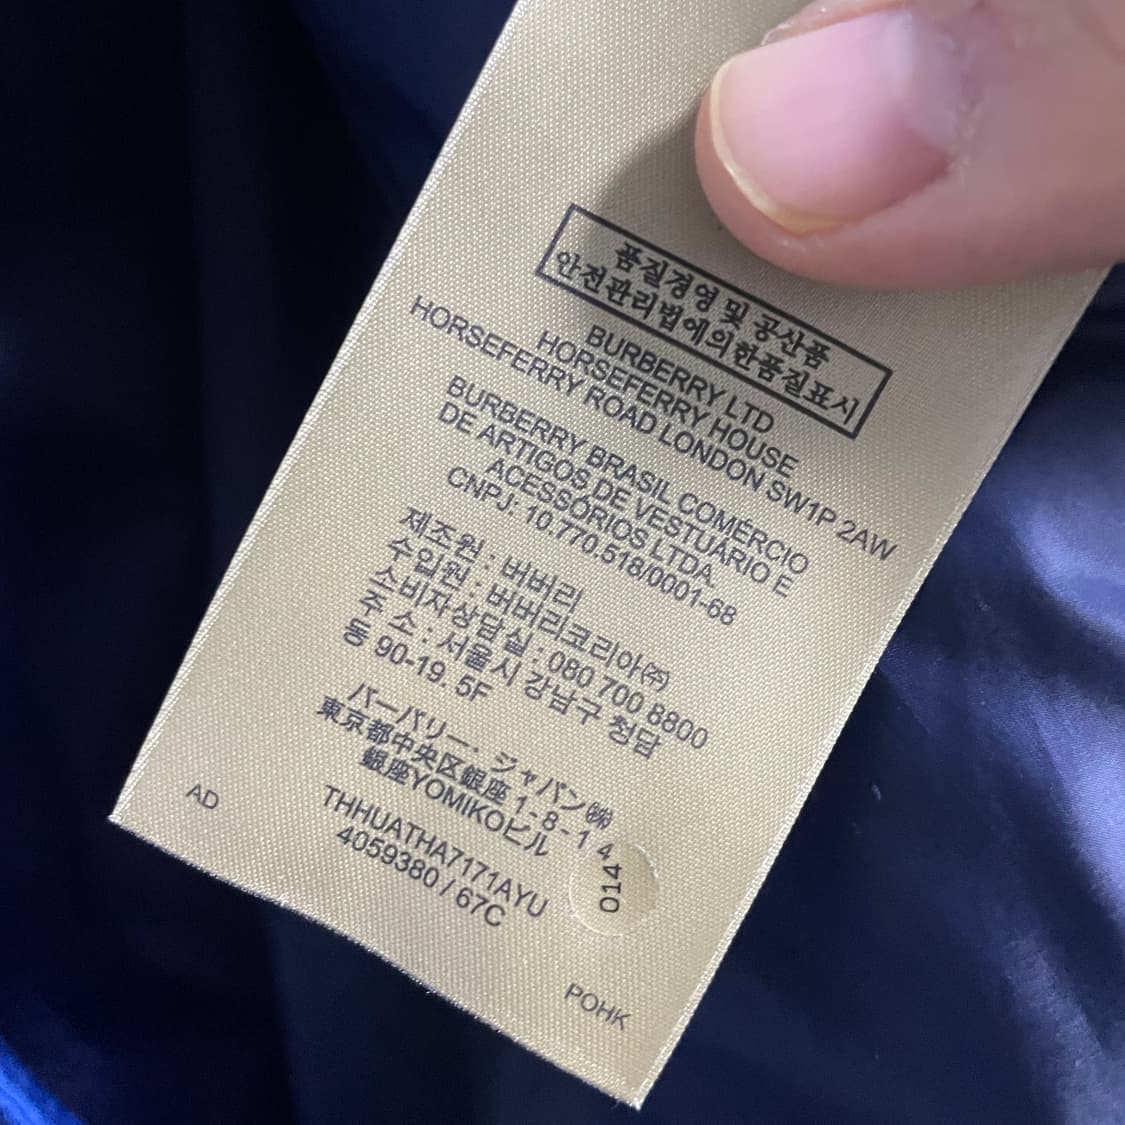 품질경영 및 공산품
안전관리법에의한품질표시
BURBERRY LTD
HORSEFERRY HOUSE
HORSEFERRY ROAD LONDON SW1P 2AW
BURBERRY BRASIL COMÉRCIO
DE ARTIGOS DE VESTUÁRIO E
ACESSÓRIOS LTDA.
CNPJ: 10.770.518/0001-68
제조원 : 버버리
수입원 : 버버리코리아㈜
소비자상담실 : 080 700 8800
주 소 : 서울시 강남구 청담
동 90-19. 5F
バーバリー・ジャパン㈱
東京都中央区銀座 1-8-14
銀座YOMIKOビル
THHUATHA7171AYU
4059380 / 67C
014
AD
POHK